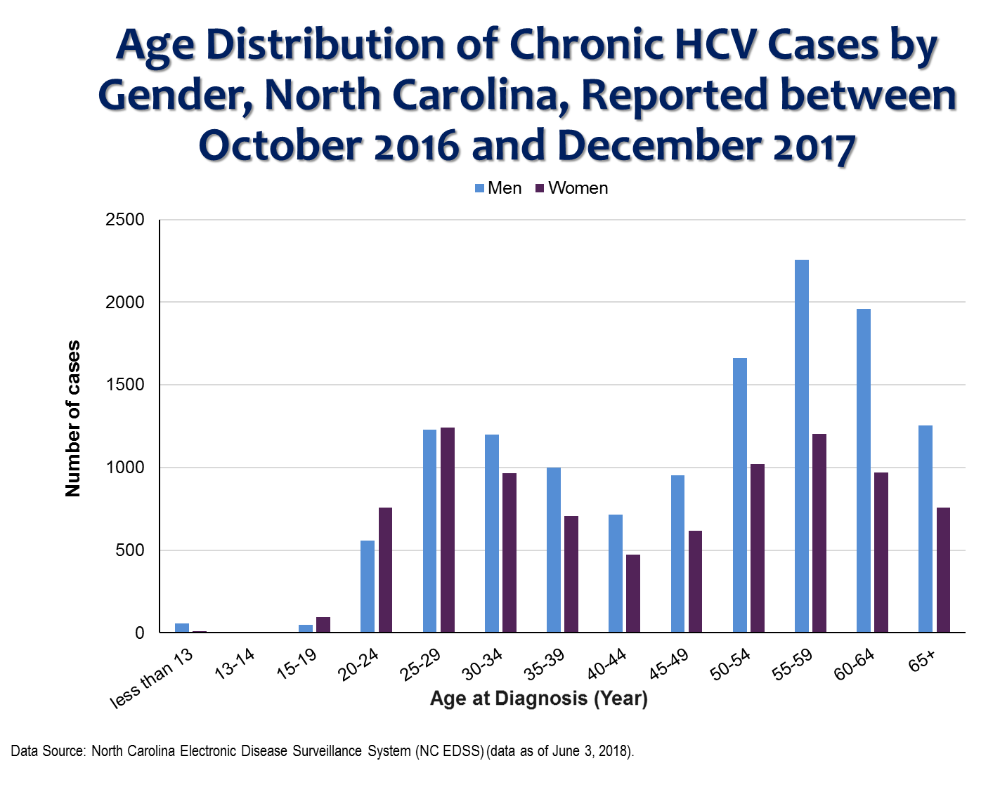 Age Distribution of Chronic HCV Cases by
Gender, North Carolina, Reported between
October 2016 and December 2017
Men Women
2500
2000
1500
1000
500
0
Number of cases
less than 13 13-14 15-19 20-24 25-29 30-34 35-39 40-44 45-49 50-54 55-59 60-64 65+
Age at Diagnosis (Year)
Data Source: North Carolina Electronic Disease Surveillance System (NC EDSS) (data as of June 3, 2018).